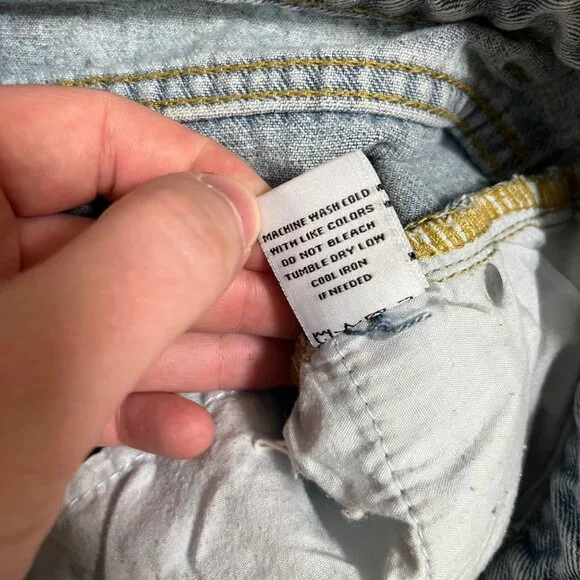 MACHINE WASH COLD
WITH LIKE COLORS
DO NOT BLEACH
TUMBLE DRY LOW
COOL IRON
IF NEEDED